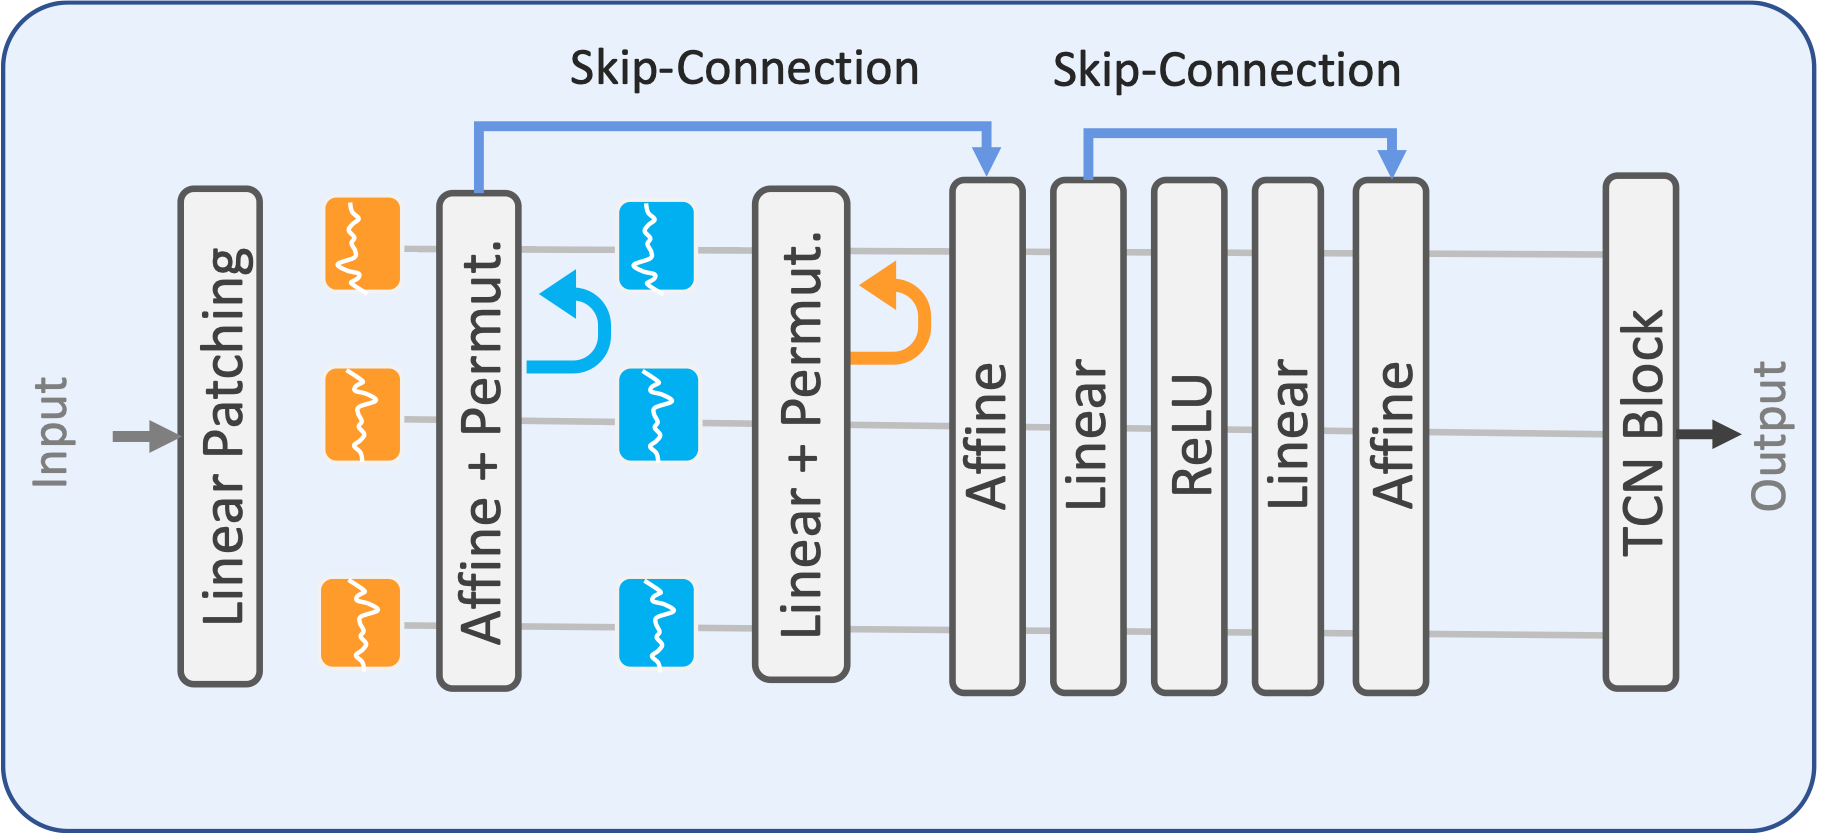 Skip-Connection
Skip-Connection
Input
Linear Patching
Affine + Permut.
Linear + Permut.
Affine
Linear
ReLU
Linear
Affine
TCN Block
Output